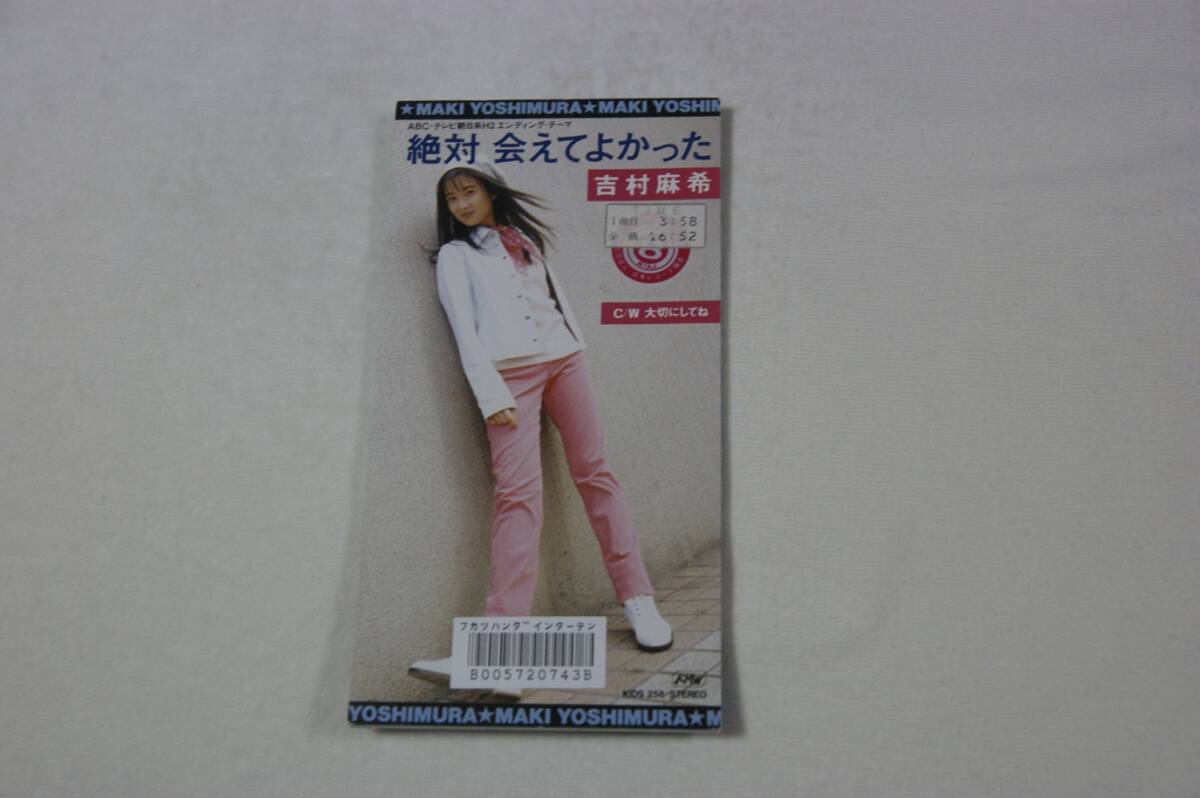 ★MAKI YOSHIMURA★MAKI YOSHIM
ABC・テレビ朝日系H2エンディング・テーマ
絶対 会えてよかった
吉村麻希
TIME
1曲目 3:58
全曲 16:52
C/W 大切にしてね
フカツハンダーインターテン
B005720743B
KIDS 256・STEREO
YOSHIMURA★MAKI YOSHIMURA★M